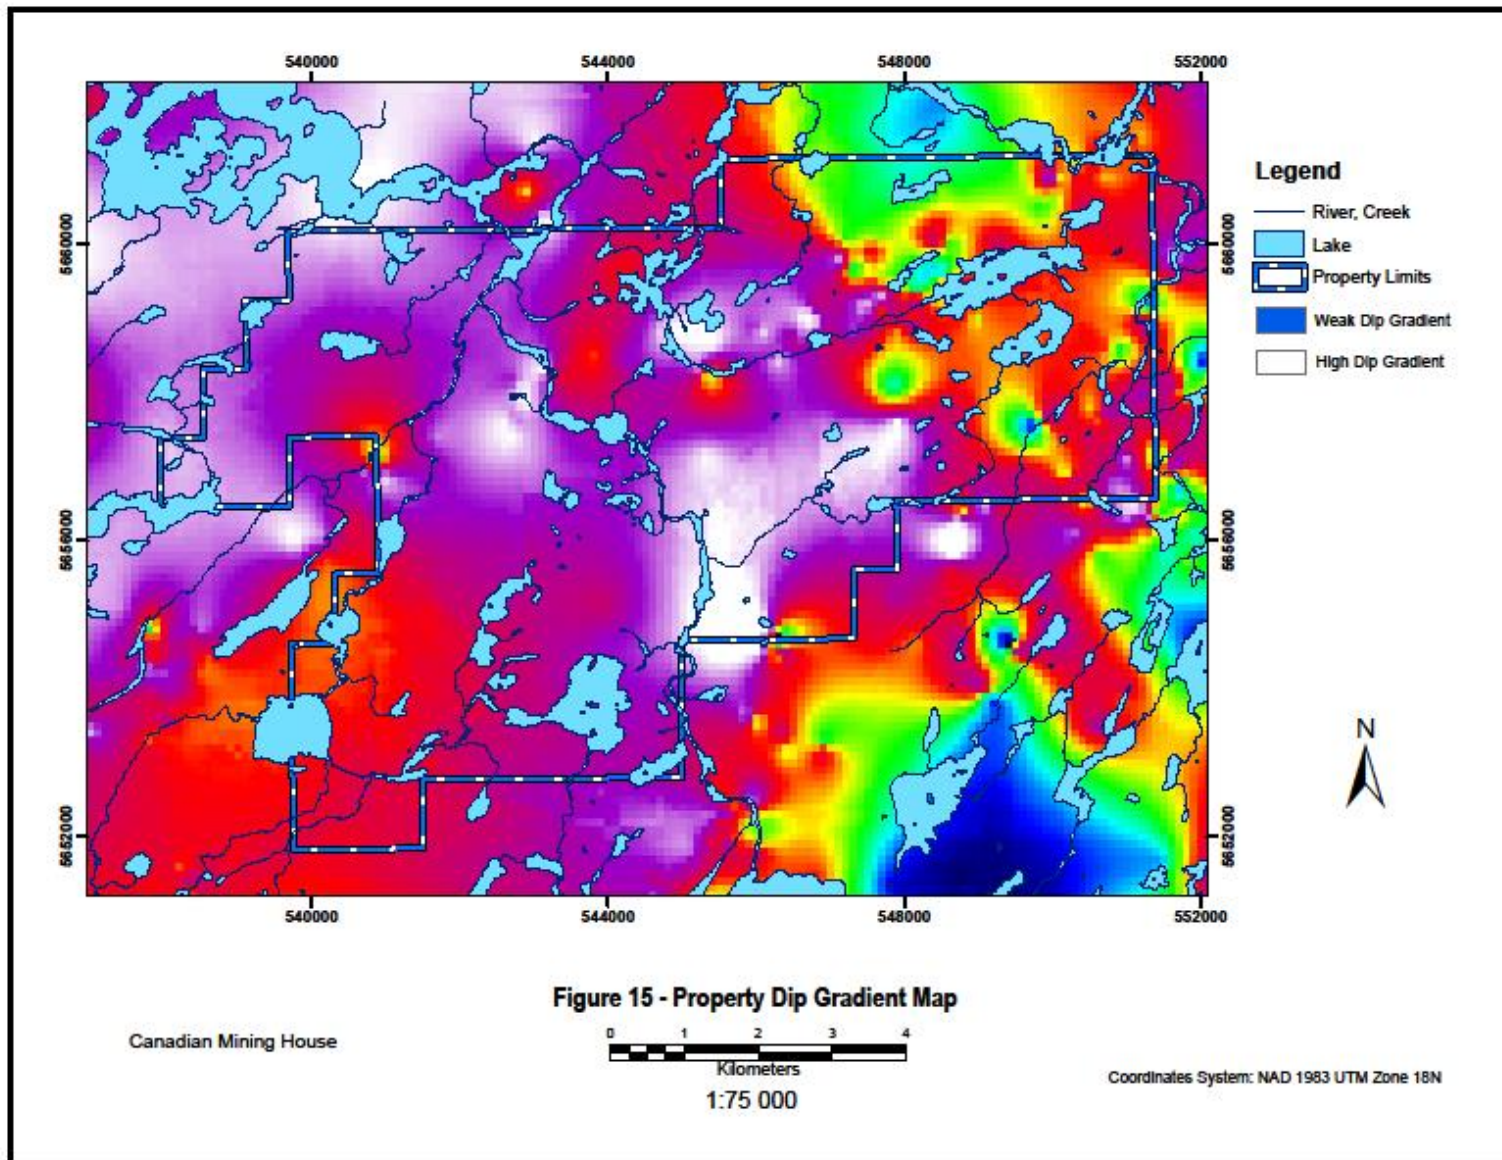 540000
544000
548000
552000
5660000
5660000
5656000
5656000
5652000
5652000
540000
544000
548000
552000
Legend
River, Creek
Lake
Property Limits
Weak Dip Gradient
High Dip Gradient
N
Figure 15 - Property Dip Gradient Map
0 1 2 3 4
Kilometers
1:75 000
Canadian Mining House
Coordinates System: NAD 1983 UTM Zone 18N